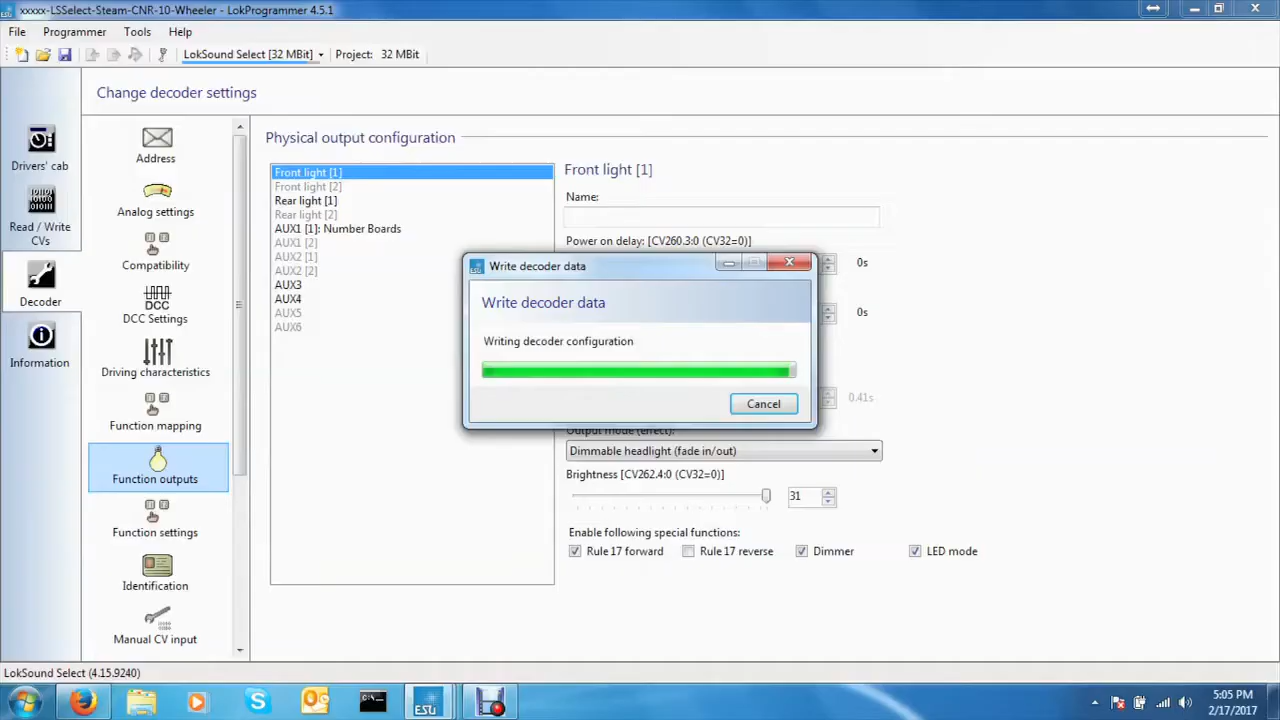 xxxxx-LSSelect-Steam-CNR-10-Wheeler - LokProgrammer 4.5.1
File Programmer Tools Help
LokSound Select [32 MBit] Project: 32 MBit
Change decoder settings
Drivers' cab
Read / Write CVs
Decoder
Information
Address
Analog settings
Compatibility
DCC
DCC Settings
Driving characteristics
Function mapping
Function outputs
Function settings
Identification
Manual CV input
Physical output configuration
Front light [1]
Front light [2]
Rear light [1]
Rear light [2]
AUX1 [1]: Number Boards
AUX1 [2]
AUX2 [1]
AUX2 [2]
AUX3
AUX4
AUX5
AUX6
Front light [1]
Name:
Power on delay: [CV260.3:0 (CV32=0)]
0s
0s
0.41s
Write decoder data
Write decoder data
Writing decoder configuration
Cancel
Output mode (effect):
Dimmable headlight (fade in/out)
Brightness [CV262.4:0 (CV32=0)]
31
Enable following special functions:
Rule 17 forward Rule 17 reverse Dimmer LED mode
LokSound Select (4.15.9240)
ESU
5:05 PM
2/17/2017